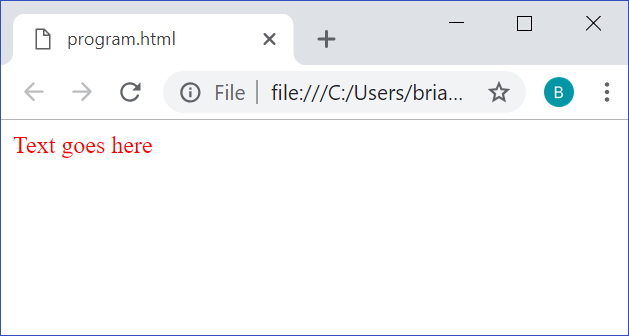 program.html
File | file:///C:/Users/bria...
B
Text goes here